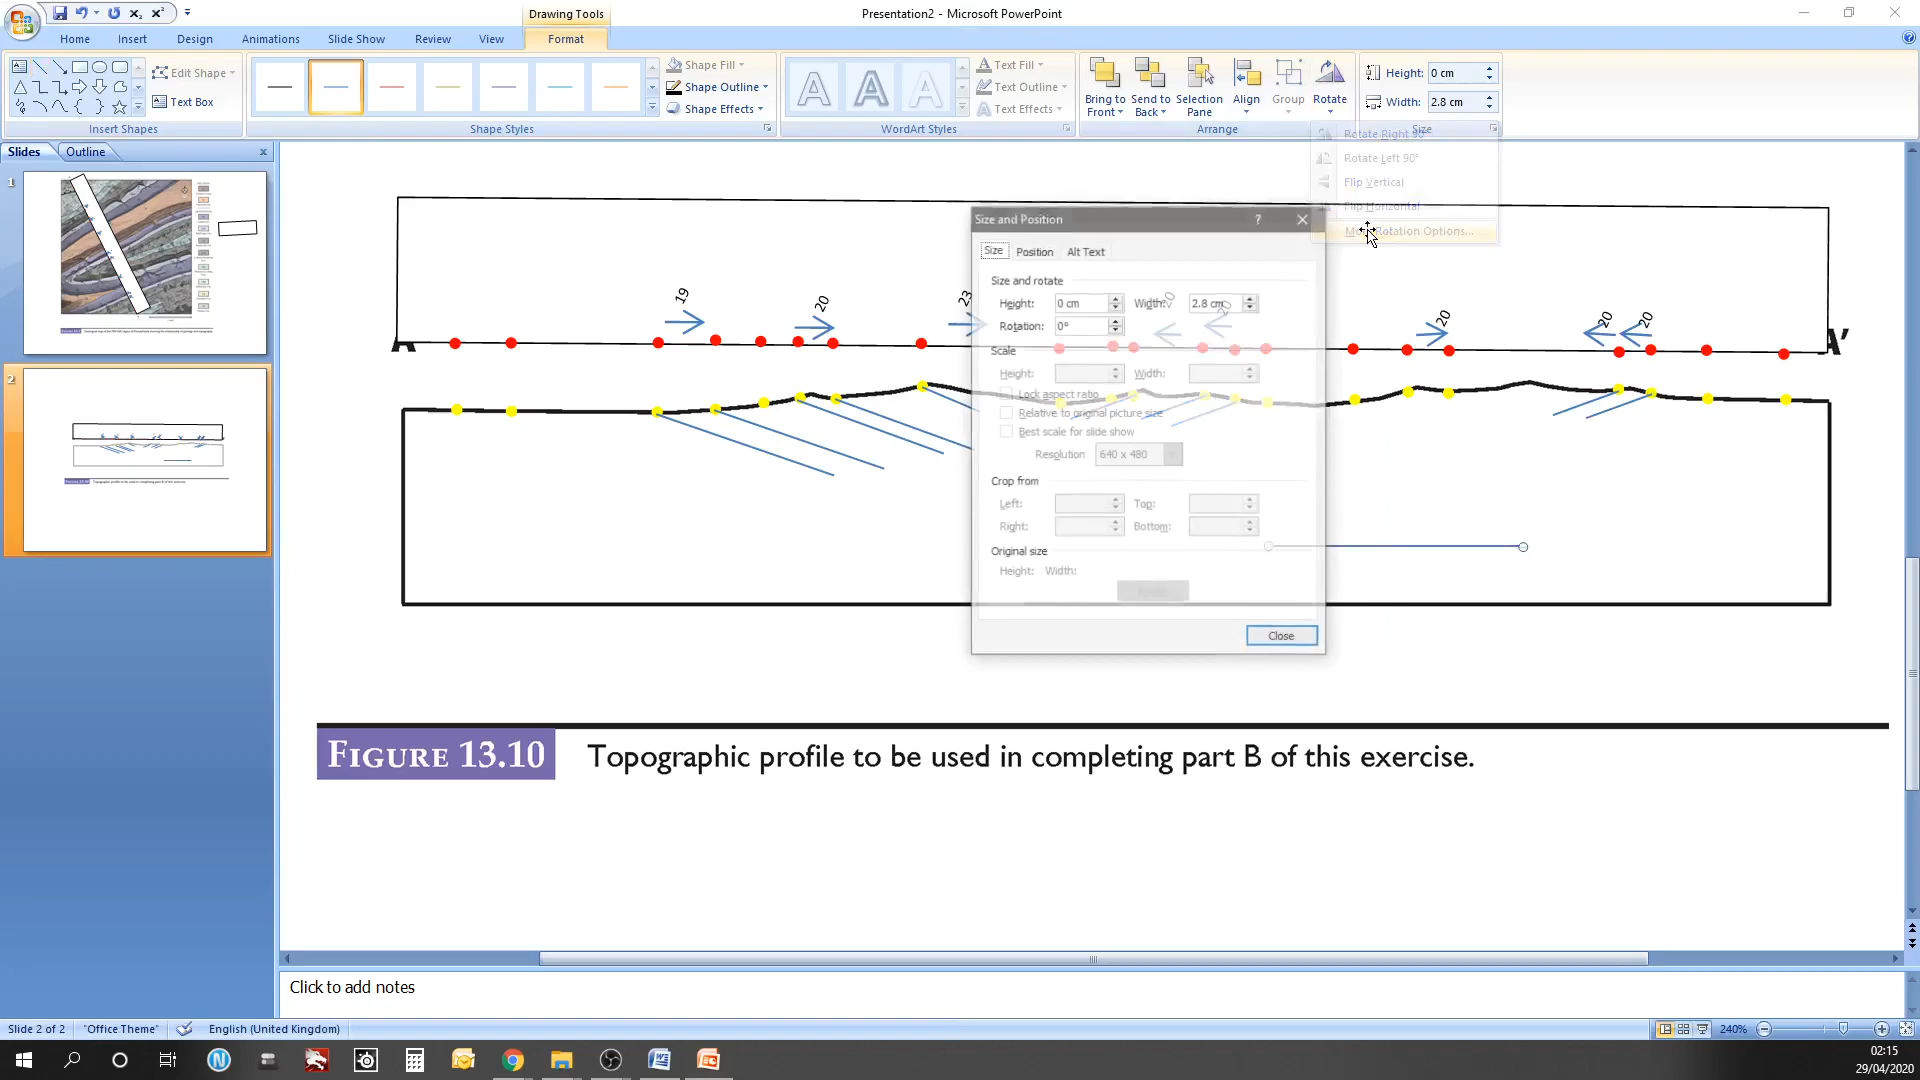 Drawing Tools
Presentation2 - Microsoft PowerPoint
Home Insert Design Animations Slide Show Review View Format
Edit Shape
Text Box
Insert Shapes
Shape Fill
Shape Outline
Shape Effects
Shape Styles
A A A
Text Fill
Text Outline
Text Effects
WordArt Styles
Bring to Front
Send to Back
Selection Pane
Align
Group
Rotate
Arrange
Height: 0 cm
Width: 2.8 cm
Size
Rotate Right 90°
Rotate Left 90°
Flip Vertical
Flip Horizontal
More Rotation Options...
Slides Outline
1
2
Size and Position
Size Position Alt Text
Size and rotate
Height: 0 cm Width: 2.8 cm
Rotation: 0°
Scale
Height: Width:
Lock aspect ratio
Relative to original picture size
Best scale for slide show
Resolution 640 x 480
Crop from
Left: Top:
Right: Bottom:
Original size
Height: Width:
Close
19 20 23 20 20 20
A A'
FIGURE 13.10 Topographic profile to be used in completing part B of this exercise.
Click to add notes
Slide 2 of 2 "Office Theme" English (United Kingdom) 240%
02:15
29/04/2020